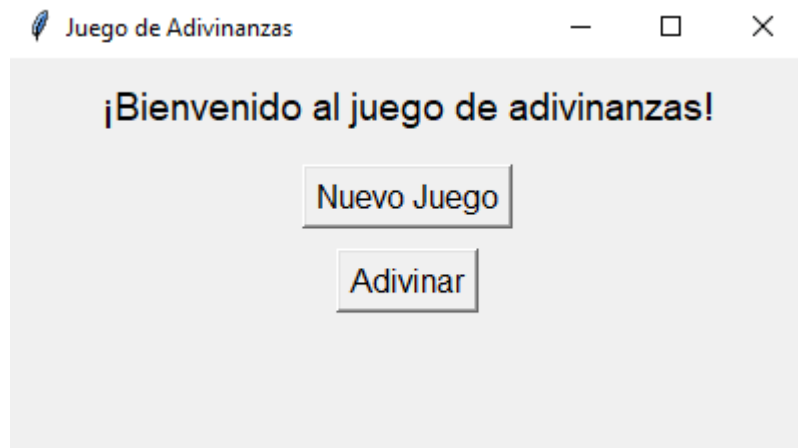 Juego de Adivinanzas
¡Bienvenido al juego de adivinanzas!
Nuevo Juego
Adivinar